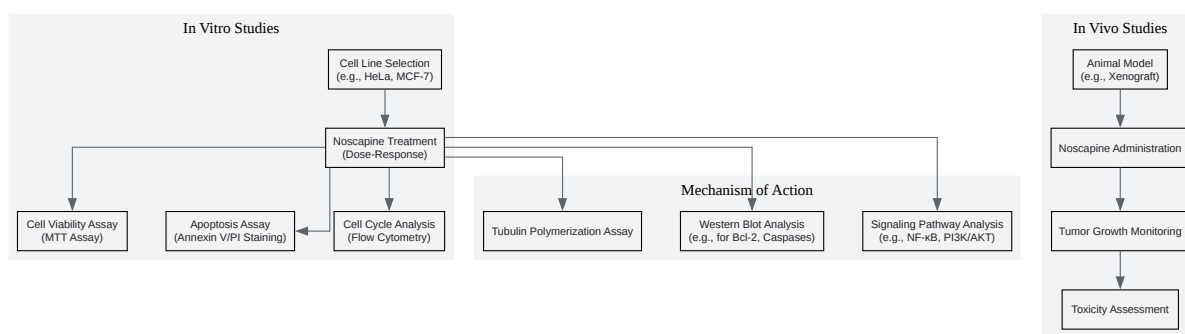 In Vitro Studies
Cell Line Selection
(e.g., HeLa, MCF-7)
Noscapine Treatment
(Dose-Response)
Cell Viability Assay
(MTT Assay)
Apoptosis Assay
(Annexin V/PI Staining)
Cell Cycle Analysis
(Flow Cytometry)
Mechanism of Action
Tubulin Polymerization Assay
Western Blot Analysis
(e.g., for Bcl-2, Caspases)
Signaling Pathway Analysis
(e.g., NF-κB, PI3K/AKT)
In Vivo Studies
Animal Model
(e.g., Xenograft)
Noscapine Administration
Tumor Growth Monitoring
Toxicity Assessment